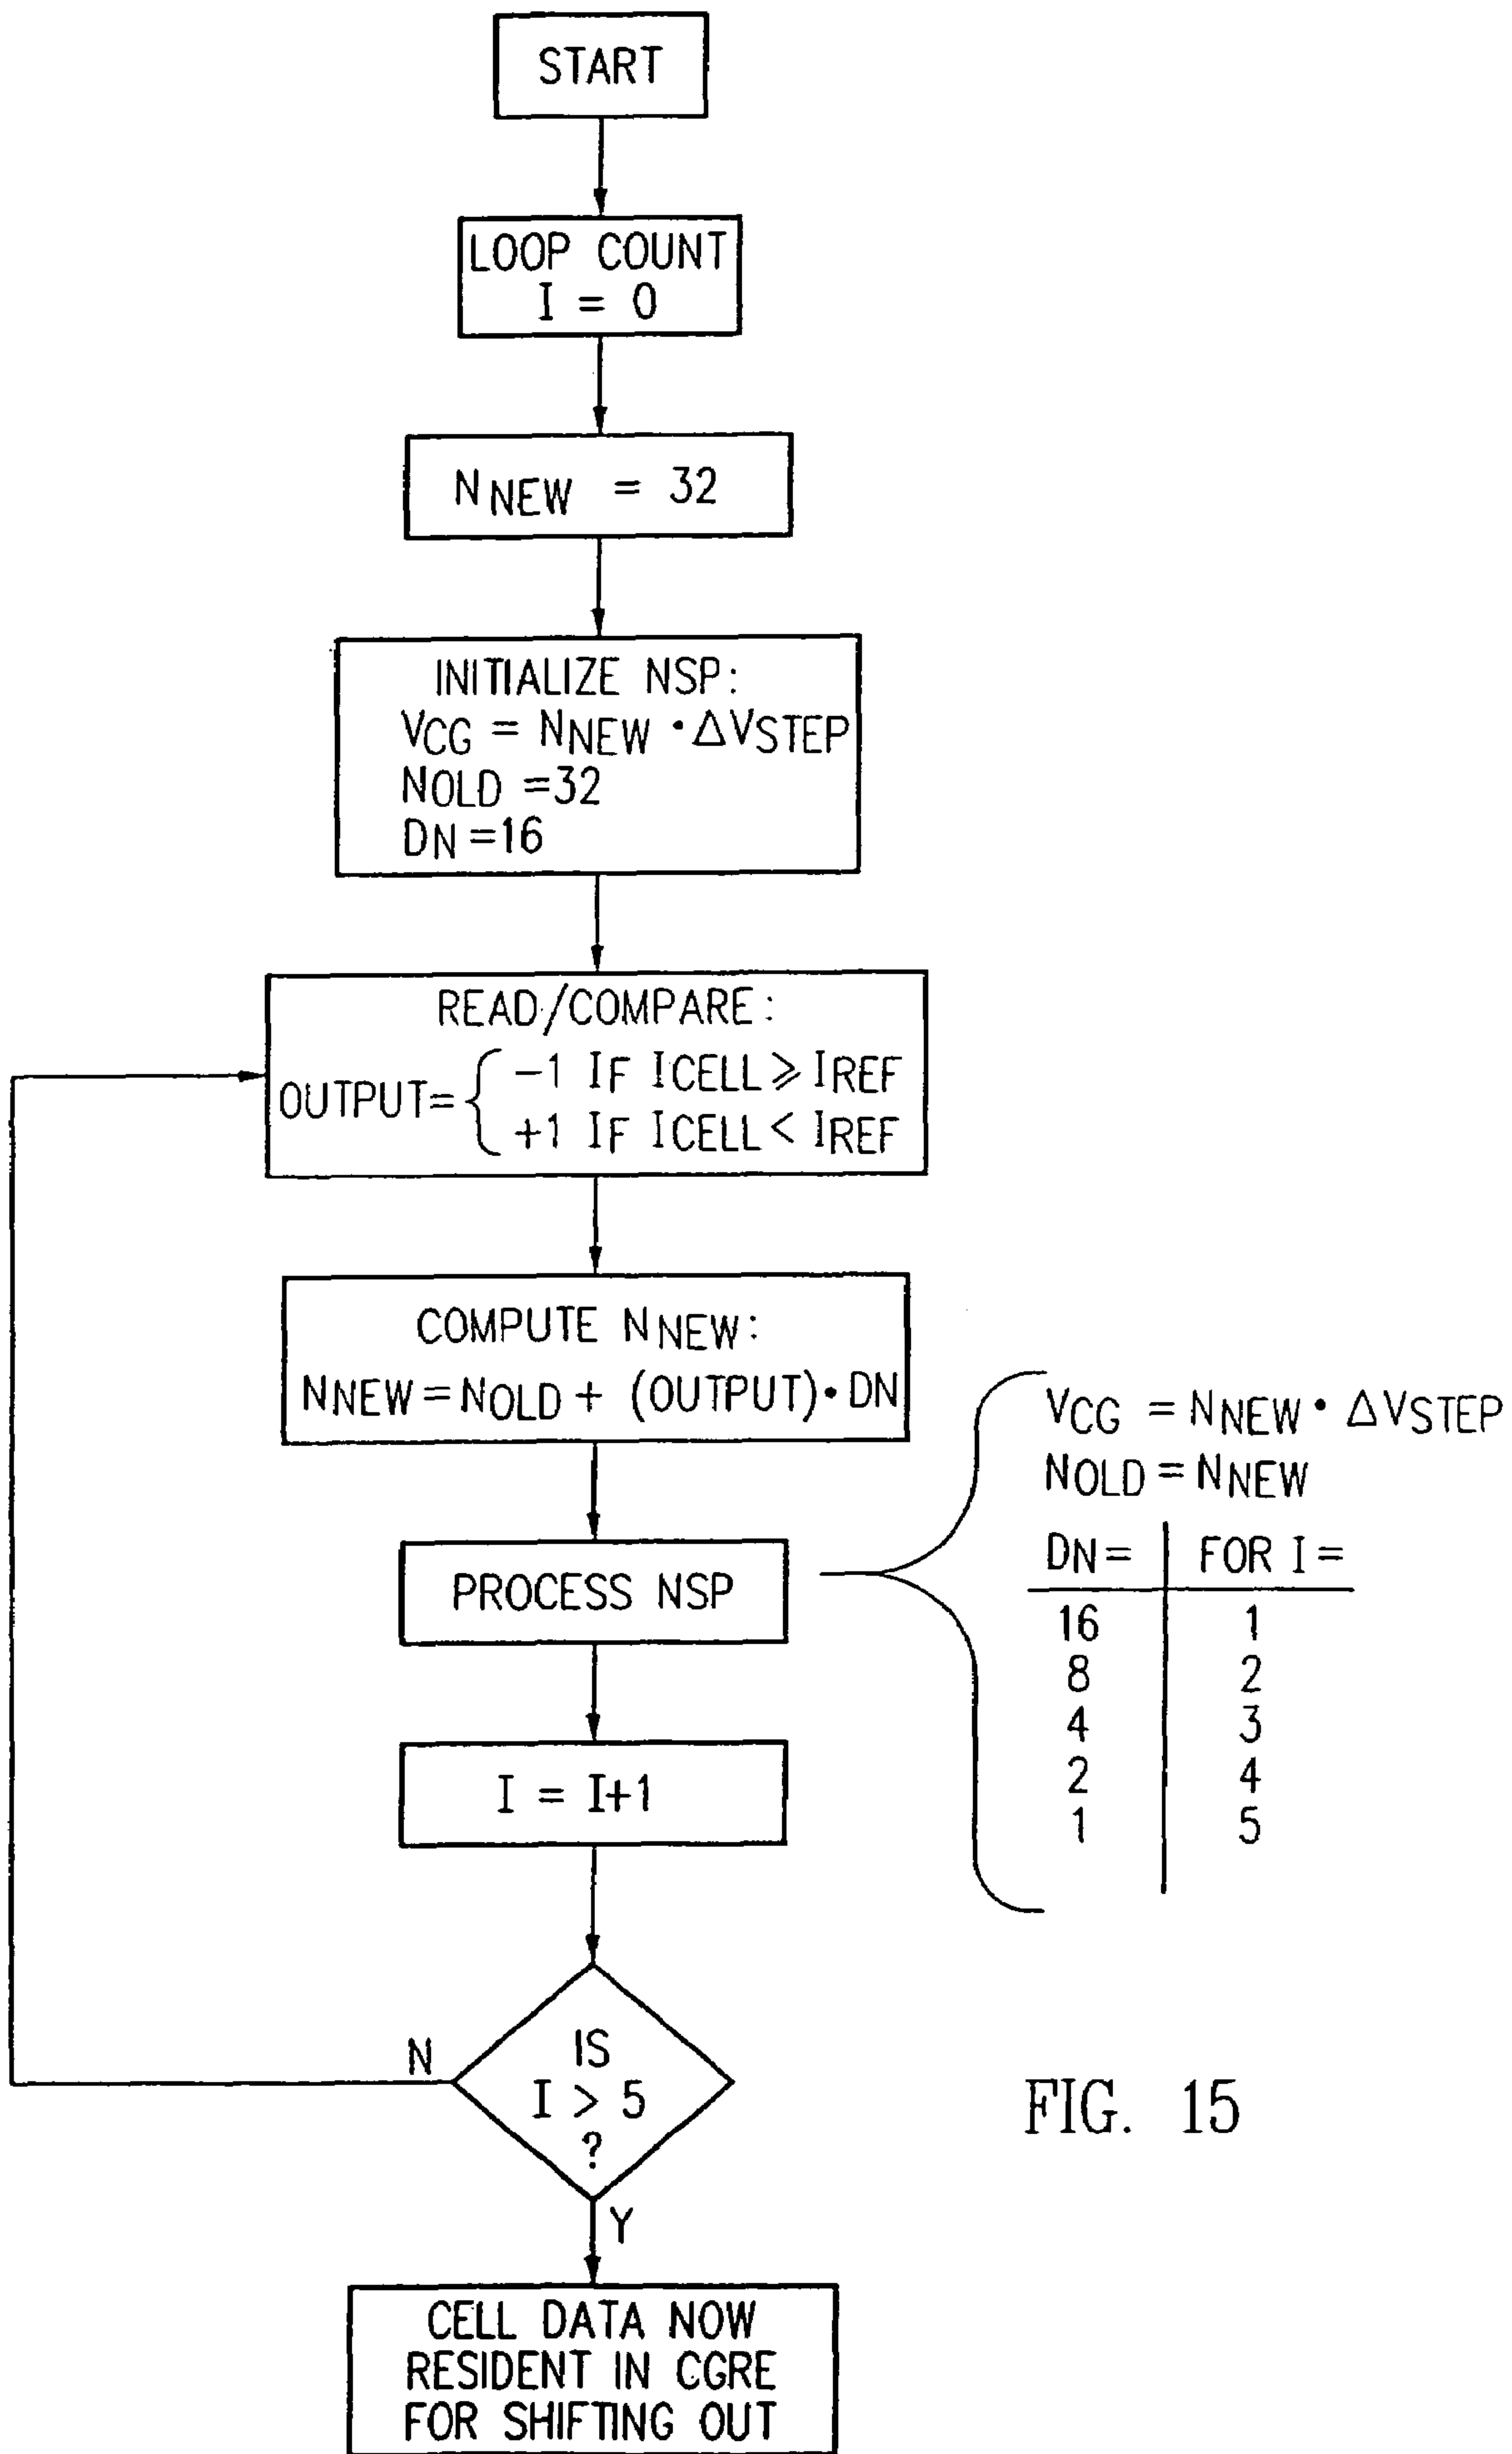 START
LOOP COUNT
I = 0
N NEW = 32
INITIALIZE NSP:
VCG = NNEW · ΔVSTEP
NOLD =32
DN =16
READ/COMPARE:
OUTPUT= { -1 IF ICELL ⩾ IREF
+1 IF ICELL < IREF
COMPUTE NNEW:
NNEW = NOLD + (OUTPUT) · DN
PROCESS NSP
VCG = NNEW · ΔVSTEP
NOLD = NNEW
DN = FOR I =
16 1
8 2
4 3
2 4
1 5
I = I+1
IS
I > 5
?
N
Y
CELL DATA NOW
RESIDENT IN CGRE
FOR SHIFTING OUT
FIG. 15